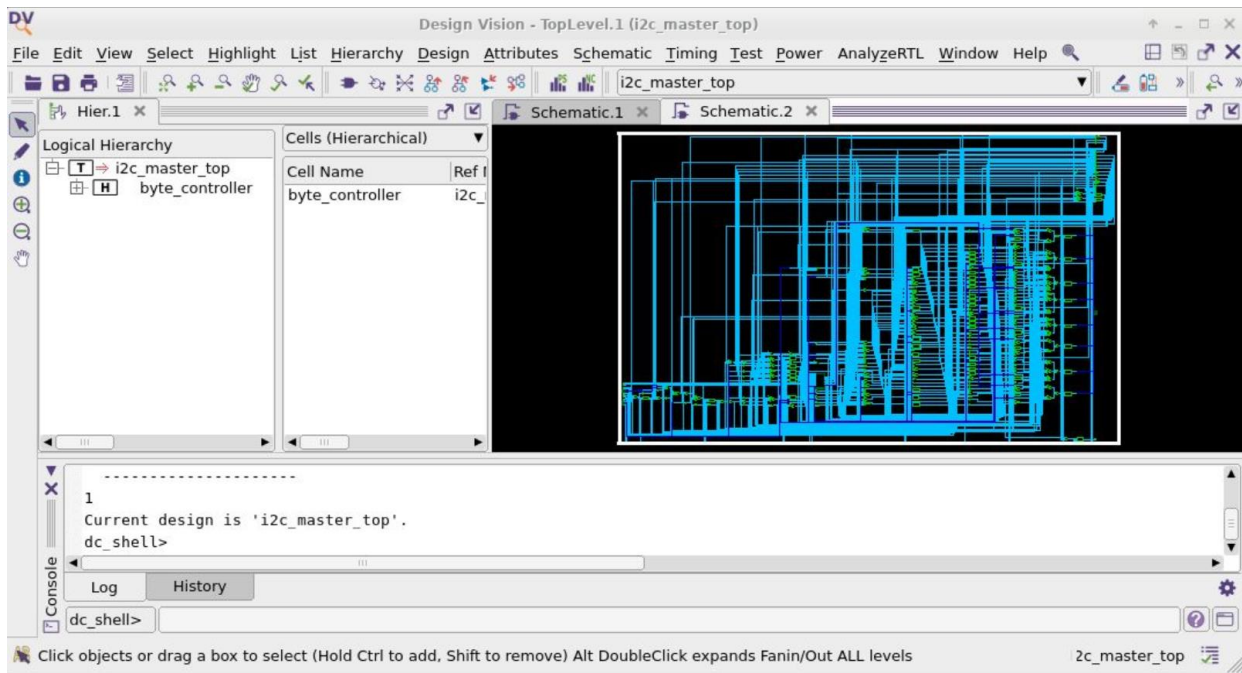 DV
Design Vision - TopLevel.1 (i2c_master_top)
File Edit View Select Highlight List Hierarchy Design Attributes Schematic Timing Test Power AnalyzeRTL Window Help
i2c_master_top
Hier.1
Schematic.1 Schematic.2
Logical Hierarchy
T i2c_master_top
H byte_controller
Cells (Hierarchical)
Cell Name Ref
byte_controller i2c_
---------------------
1
Current design is 'i2c_master_top'.
dc_shell>
Console
Log History
dc_shell>
Click objects or drag a box to select (Hold Ctrl to add, Shift to remove) Alt DoubleClick expands Fanin/Out ALL levels
2c_master_top